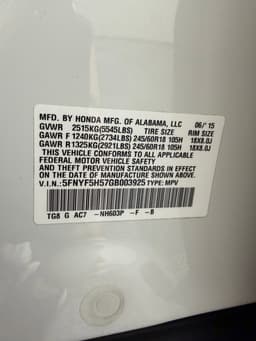 MFD. BY HONDA MFG. OF ALABAMA, LLC 06/'15
GVWR 2515KG(5545LBS) TIRE SIZE RIM SIZE
GAWR F 1240KG(2734LBS) 245/60R18 105H 18X8.0J
GAWR R 1325KG(2921LBS) 245/60R18 105H 18X8.0J
THIS VEHICLE CONFORMS TO ALL APPLICABLE
FEDERAL MOTOR VEHICLE SAFETY
AND THEFT PREVENTION STANDARDS IN EFFECT
ON THE DATE OF MANUFACTURE SHOWN ABOVE.
V.I.N.: 5FNYF5H57GB003925 TYPE: MPV
TG8 G AC7 -NH603P -F -B